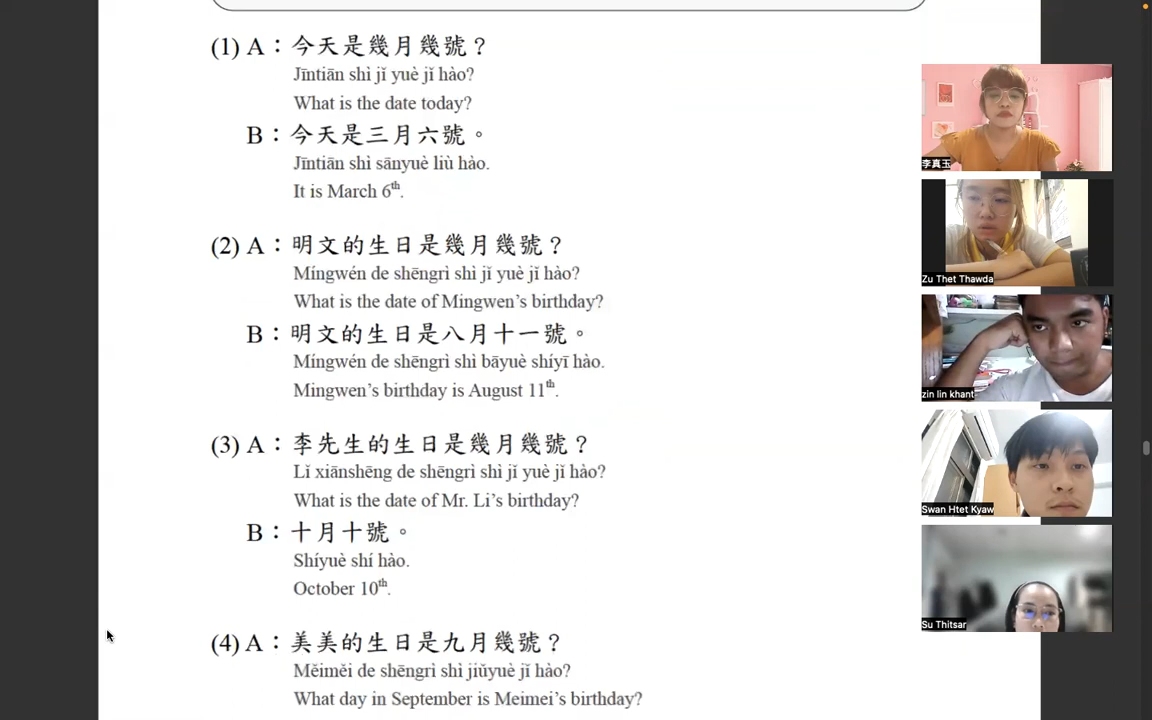 (1) A：今天是幾月幾號？
Jīntiān shì jǐ yuè jǐ hào?
What is the date today?
B：今天是三月六號。
Jīntiān shì sānyuè liù hào.
It is March 6th.
(2) A：明文的生日是幾月幾號？
Míngwén de shēngrì shì jǐ yuè jǐ hào?
What is the date of Mingwen's birthday?
B：明文的生日是八月十一號。
Míngwén de shēngrì shì bāyuè shíyī hào.
Mingwen's birthday is August 11th.
(3) A：李先生的生日是幾月幾號？
Lǐ xiānshēng de shēngrì shì jǐ yuè jǐ hào?
What is the date of Mr. Li's birthday?
B：十月十號。
Shíyuè shí hào.
October 10th.
(4) A：美美的生日是九月幾號？
Měiměi de shēngrì shì jiǔyuè jǐ hào?
What day in September is Meimei's birthday?
李真玉
Zu Thet Thawda
zin lin khant
Swan Htet Kyaw
Su Thitsar